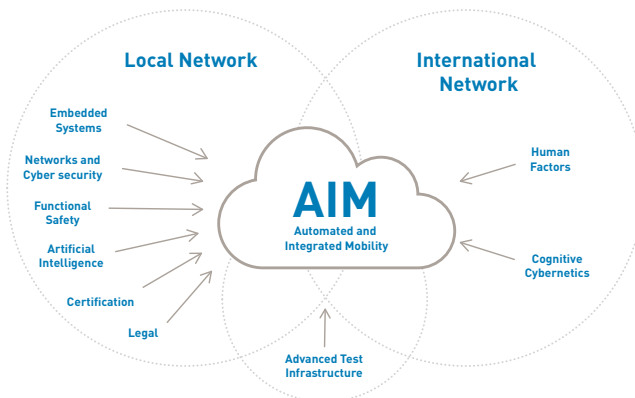 Local Network
International
Network
Embedded
Systems
Networks and
Cyber security
Functional
Safety
Artificial
Intelligence
Certification
Legal
AIM
Automated and
Integrated Mobility
Human
Factors
Cognitive
Cybernetics
Advanced Test
Infrastructure